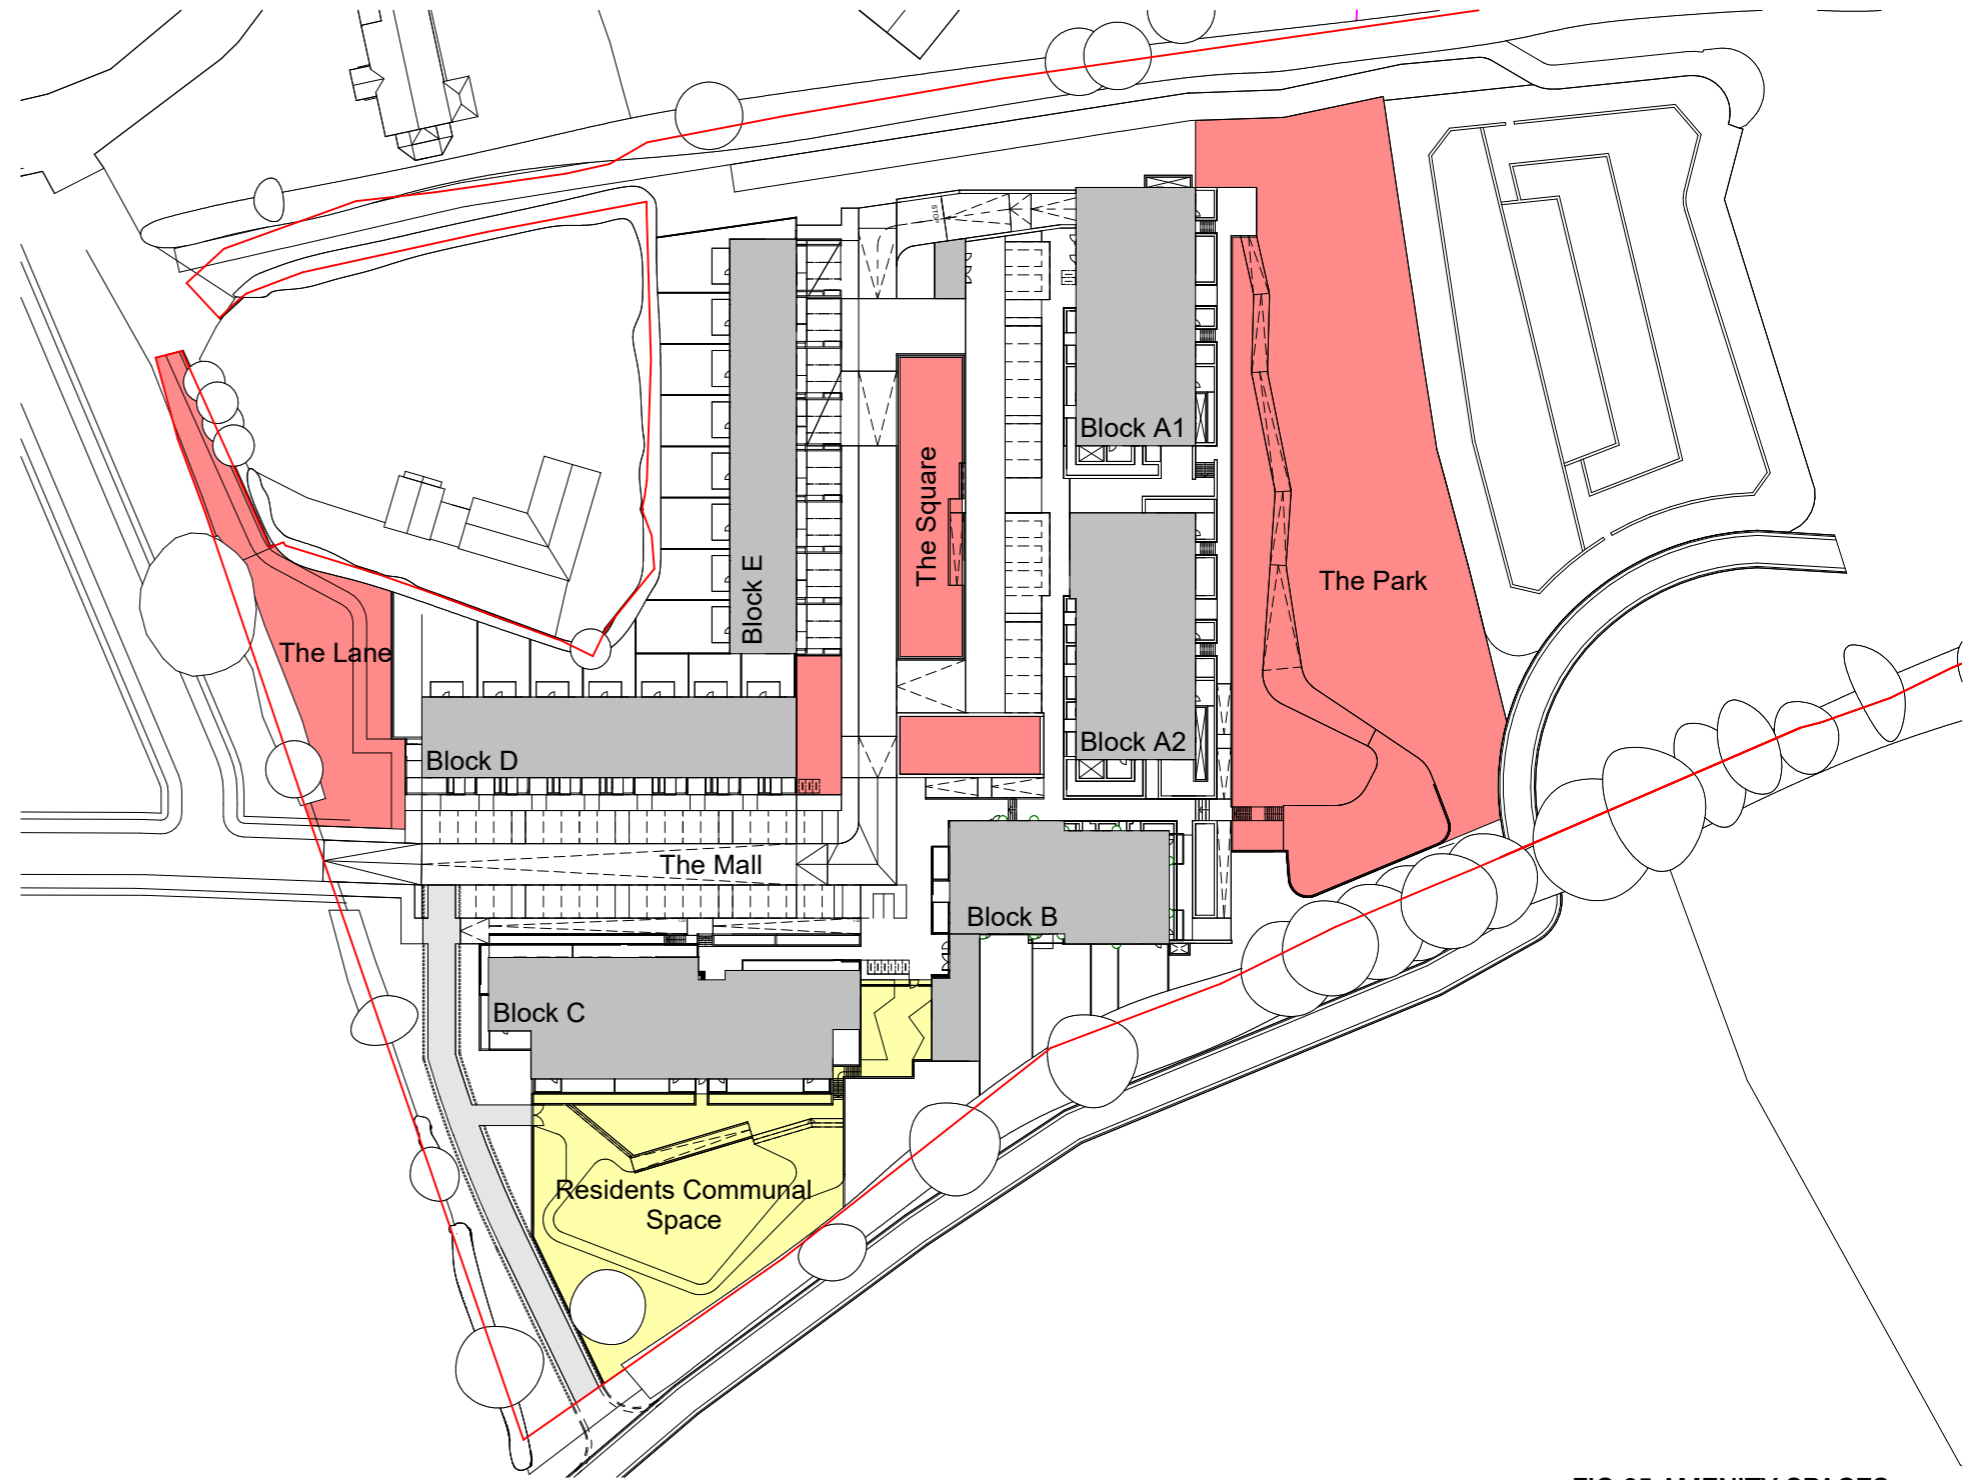 STOP
Block A1
The Square
Block E
The Park
The Lane
Block A2
Block D
The Mall
Block B
Block C
Residents Communal
Space